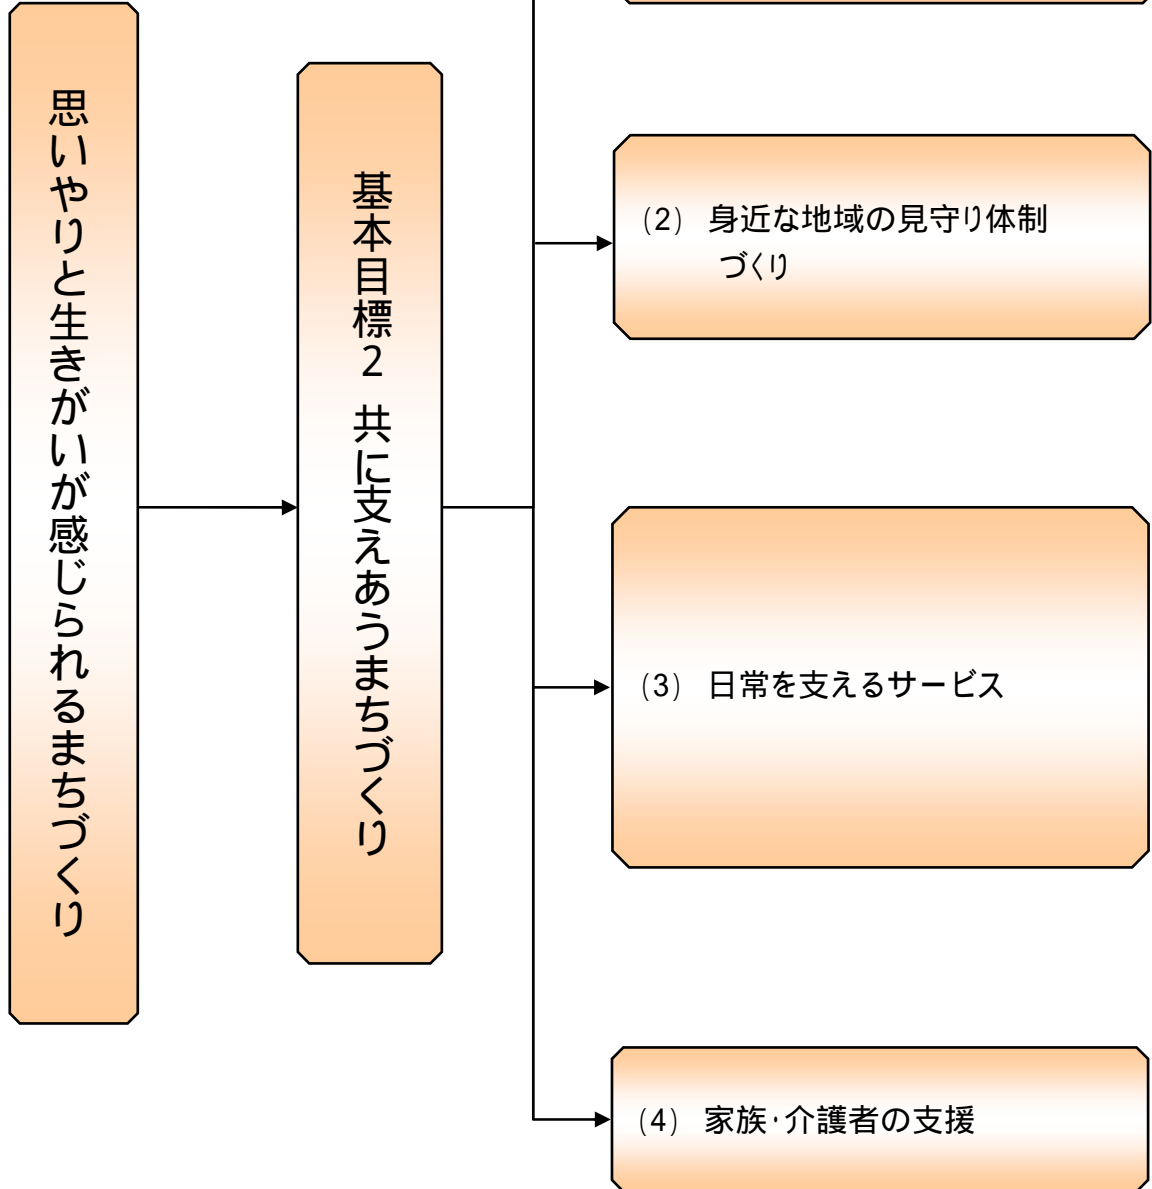 思いやりと生きがいが感じられるまちづくり
基本目標2 共に支えあうまちづくり
(2) 身近な地域の見守り体制
づくり
(3) 日常を支えるサービス
(4) 家族・介護者の支援